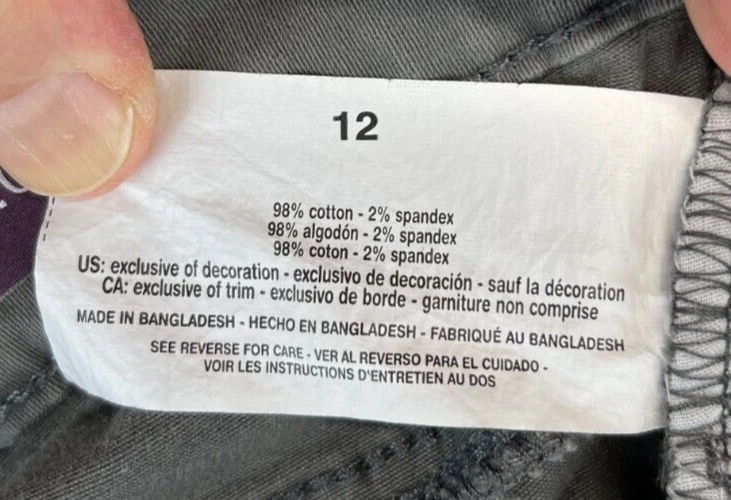 12
98% cotton - 2% spandex
98% algodón - 2% spandex
98% coton - 2% spandex
US: exclusive of decoration - exclusivo de decoración - sauf la décoration
CA: exclusive of trim - exclusivo de borde - garniture non comprise
MADE IN BANGLADESH - HECHO EN BANGLADESH - FABRIQUÉ AU BANGLADESH
SEE REVERSE FOR CARE - VER AL REVERSO PARA EL CUIDADO -
VOIR LES INSTRUCTIONS D'ENTRETIEN AU DOS